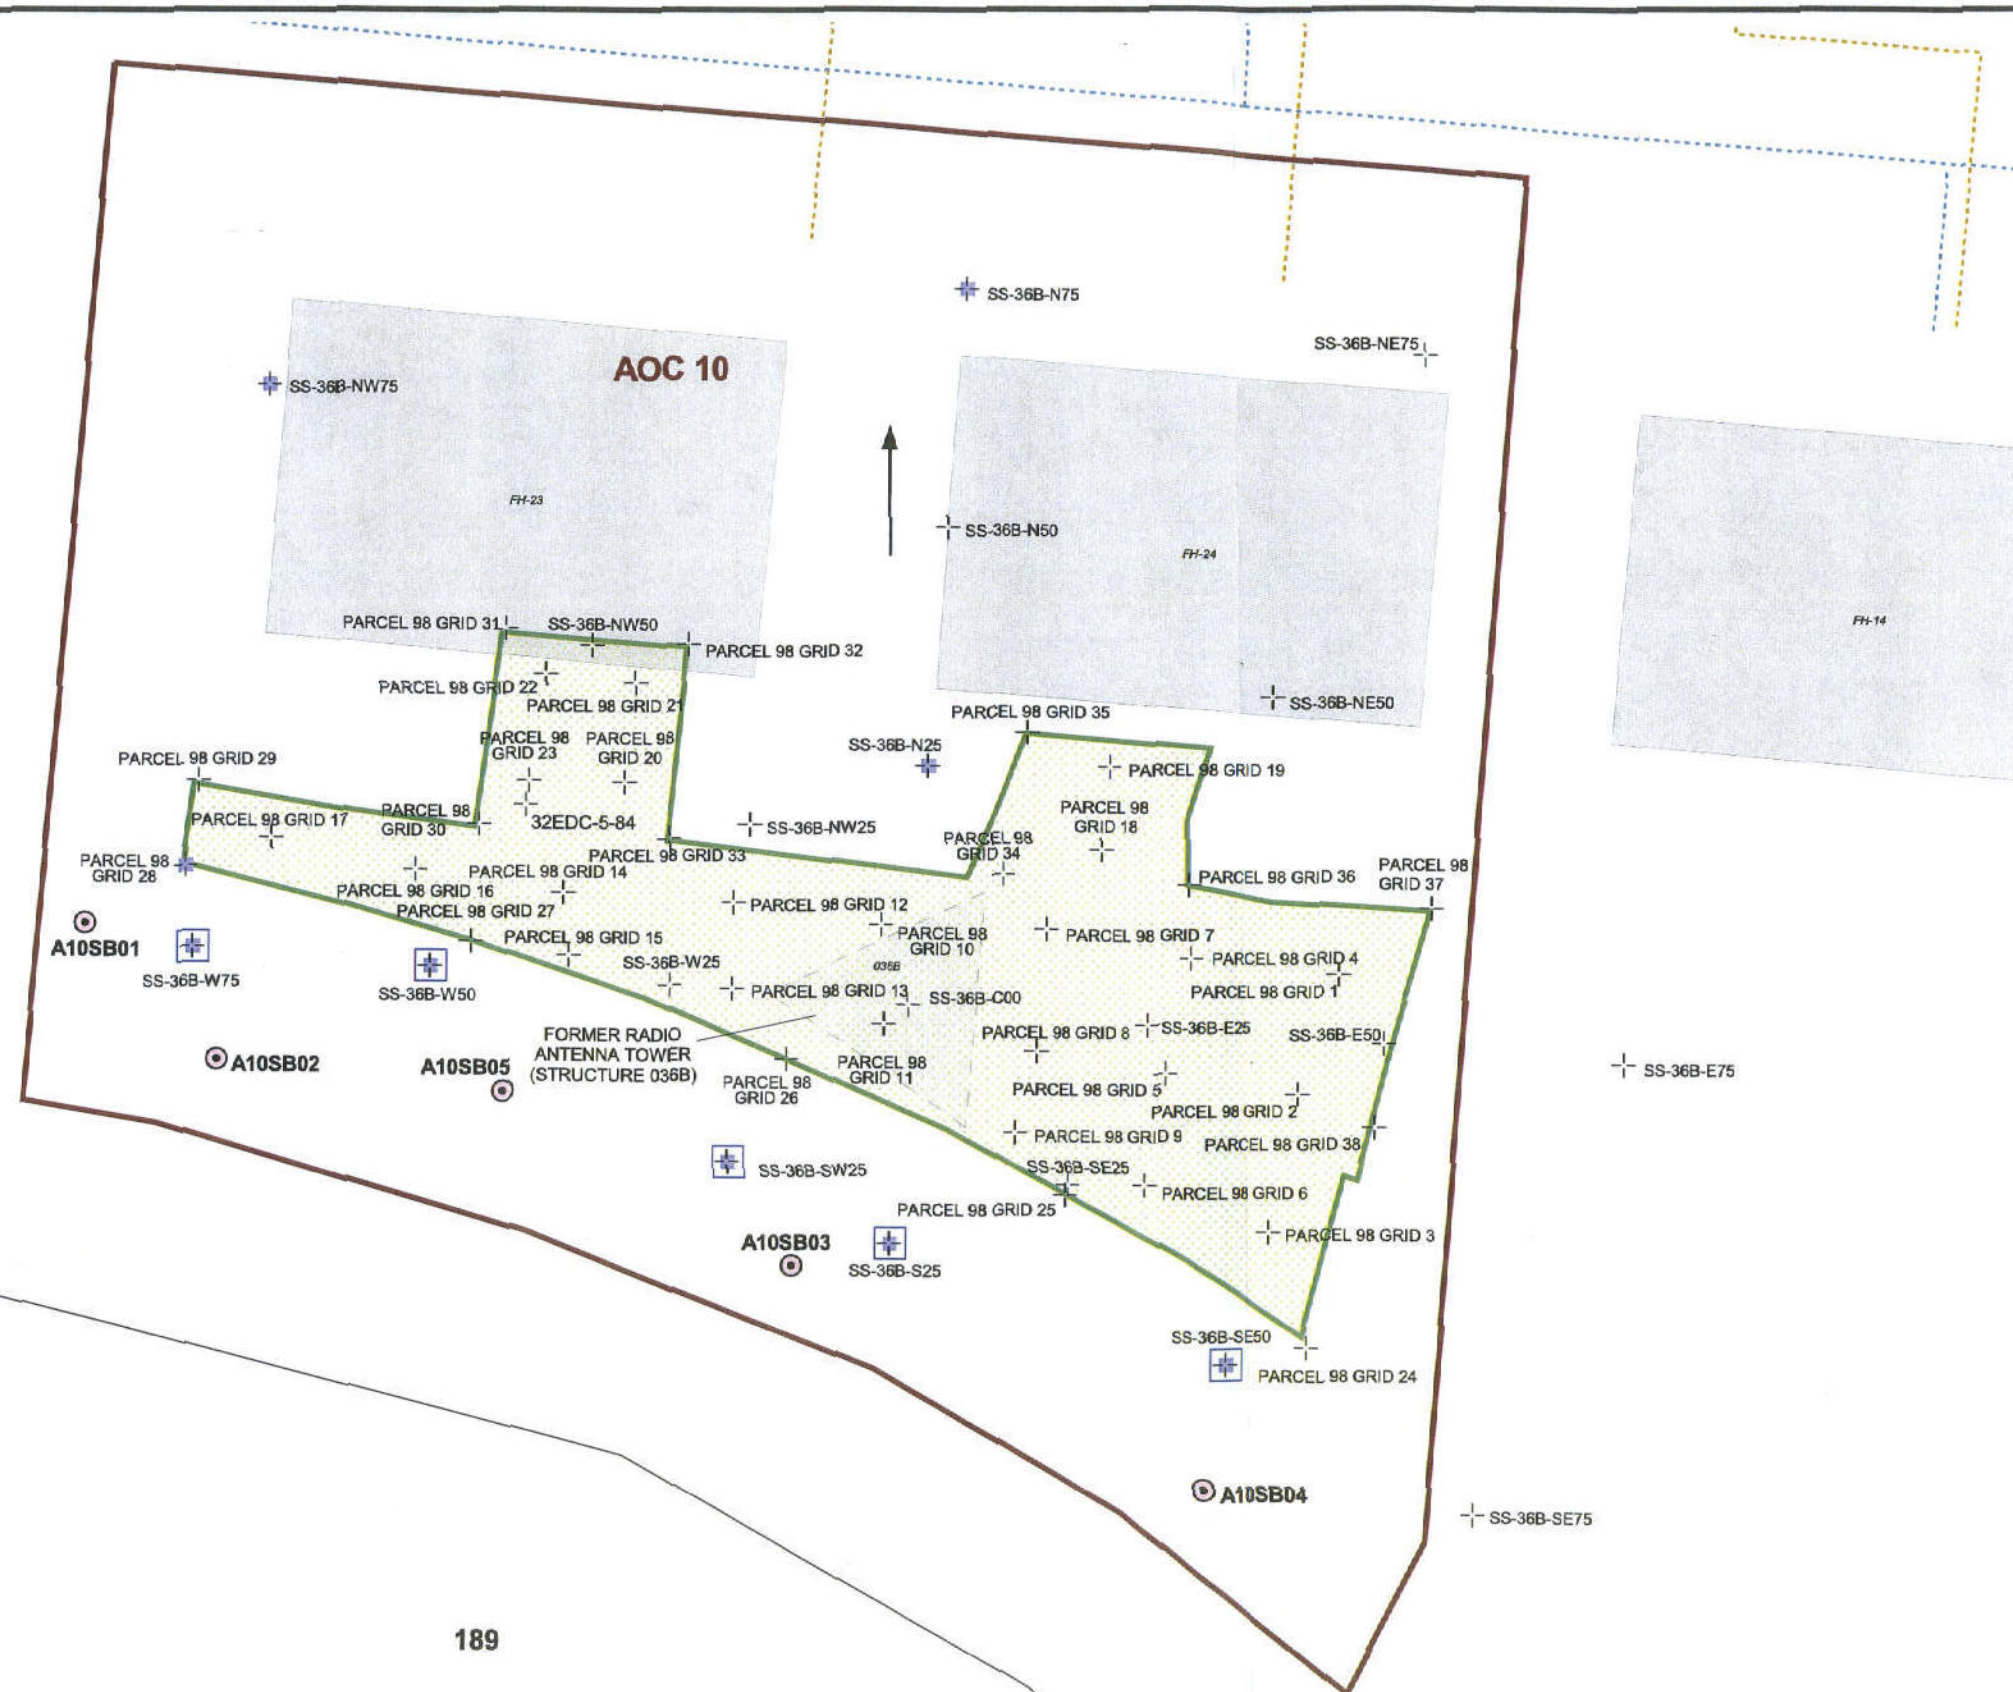 SS-36B-N75
SS-36B-NE75
AOC 10
SS-36B-NW75
FH-23
SS-36B-N50
FH-24
FH-14
PARCEL 98 GRID 31
SS-36B-NW50
PARCEL 98 GRID 32
PARCEL 98 GRID 22
PARCEL 98 GRID 21
SS-36B-NE50
PARCEL 98 GRID 35
PARCEL 98
GRID 23
PARCEL 98
GRID 20
SS-36B-N25
PARCEL 98 GRID 29
PARCEL 98 GRID 19
PARCEL 98 GRID 17
PARCEL 98
GRID 30
32EDC-5-84
SS-36B-NW25
PARCEL 98
GRID 18
PARCEL 98
GRID 34
PARCEL 98
GRID 28
PARCEL 98 GRID 33
PARCEL 98 GRID 14
PARCEL 98 GRID 16
PARCEL 98 GRID 36
PARCEL 98
GRID 37
PARCEL 98 GRID 27
PARCEL 98 GRID 12
PARCEL 98 GRID 15
PARCEL 98
GRID 10
PARCEL 98 GRID 7
A10SB01
SS-36B-W25
036B
PARCEL 98 GRID 4
SS-36B-W75
SS-36B-W50
PARCEL 98 GRID 13
SS-36B-C00
PARCEL 98 GRID 1
FORMER RADIO
ANTENNA TOWER
(STRUCTURE 036B)
PARCEL 98 GRID 8
SS-36B-E25
SS-36B-E50
A10SB02
A10SB05
PARCEL 98
GRID 11
PARCEL 98
GRID 26
PARCEL 98 GRID 5
SS-36B-E75
PARCEL 98 GRID 2
PARCEL 98 GRID 9
PARCEL 98 GRID 38
SS-36B-SW25
SS-36B-SE25
PARCEL 98 GRID 6
PARCEL 98 GRID 25
PARCEL 98 GRID 3
A10SB03
SS-36B-S25
SS-36B-SE50
PARCEL 98 GRID 24
A10SB04
SS-36B-SE75
189